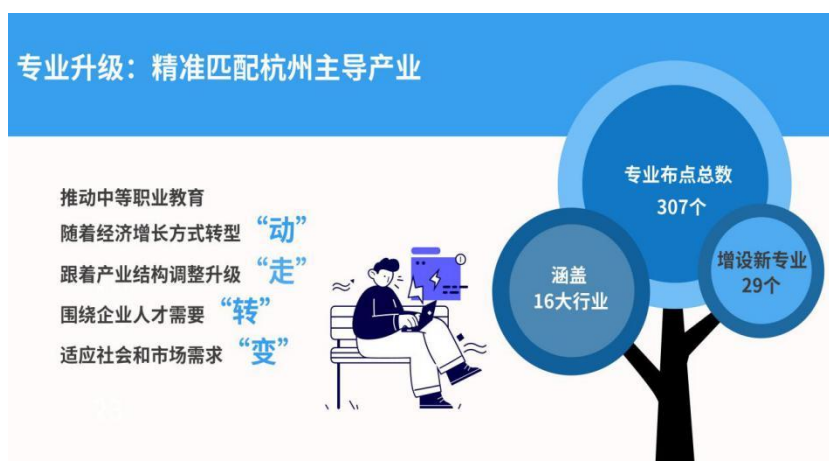 专业升级：精准匹配杭州主导产业
推动中等职业教育
随着经济增长方式转型 “动”
跟着产业结构调整升级 “走”
围绕企业人才需要 “转”
适应社会和市场需求 “变”
专业布点总数
307个
涵盖
16大行业
增设新专业
29个